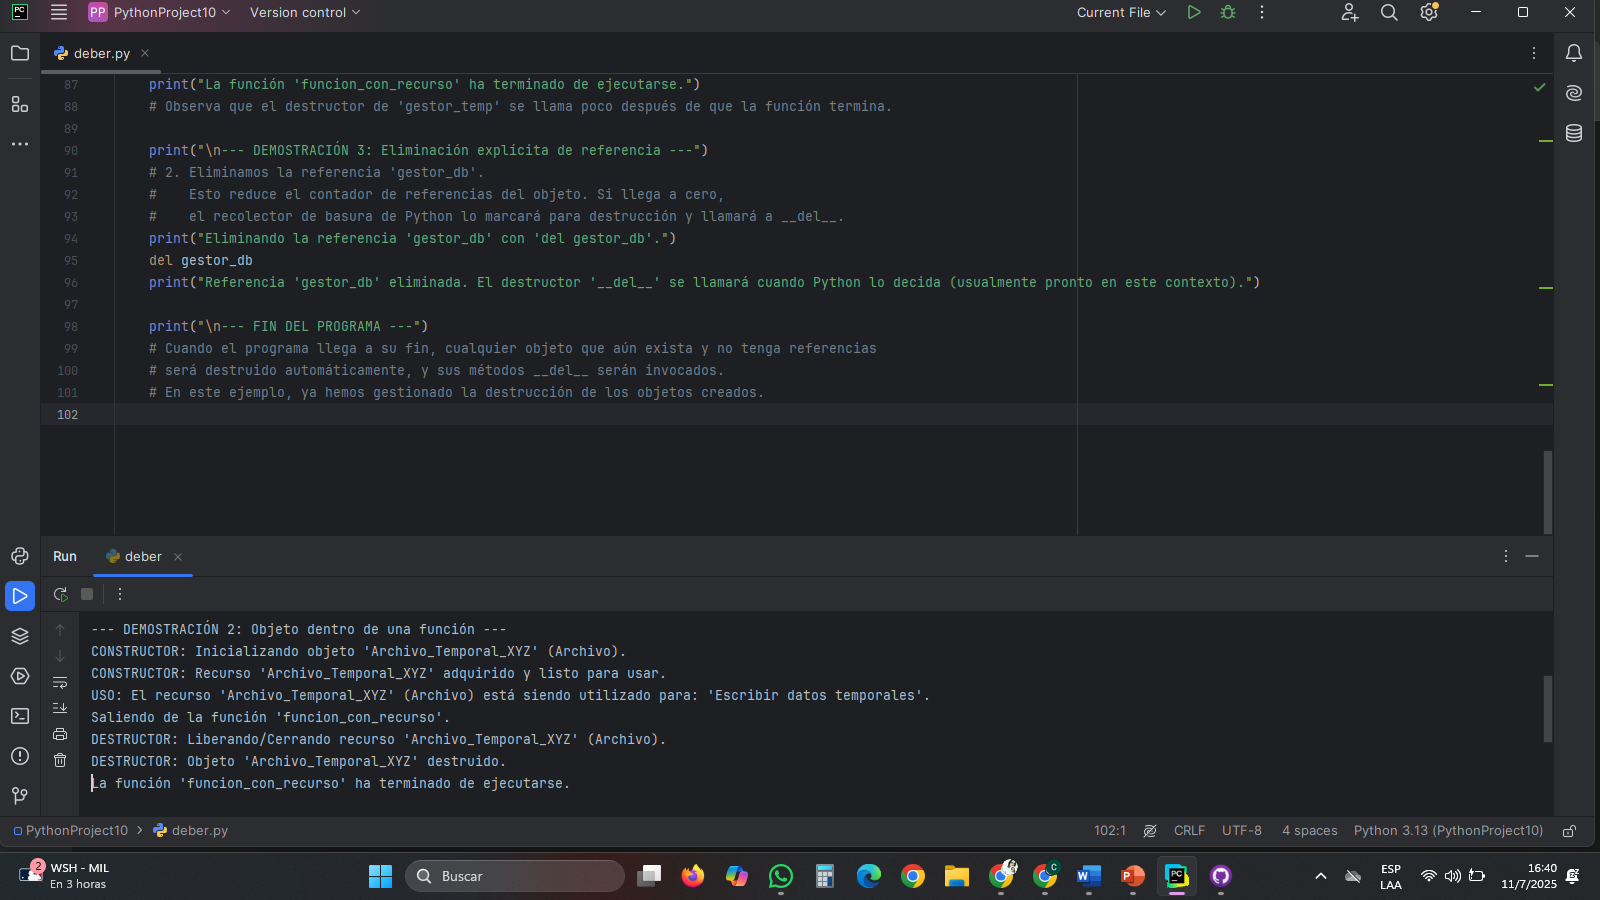 PC
PP PythonProject10
Version control
Current File
deber.py
87 print("La función 'funcion_con_recurso' ha terminado de ejecutarse.")
88 # Observa que el destructor de 'gestor_temp' se llama poco después de que la función termina.
89
90 print("\n--- DEMOSTRACIÓN 3: Eliminación explícita de referencia ---")
91 # 2. Eliminamos la referencia 'gestor_db'.
92 #    Esto reduce el contador de referencias del objeto. Si llega a cero,
93 #    el recolector de basura de Python lo marcará para destrucción y llamará a __del__.
94 print("Eliminando la referencia 'gestor_db' con 'del gestor_db'.")
95 del gestor_db
96 print("Referencia 'gestor_db' eliminada. El destructor '__del__' se llamará cuando Python lo decida (usualmente pronto en este contexto).")
97
98 print("\n--- FIN DEL PROGRAMA ---")
99 # Cuando el programa llega a su fin, cualquier objeto que aún exista y no tenga referencias
100 # será destruido automáticamente, y sus métodos __del__ serán invocados.
101 # En este ejemplo, ya hemos gestionado la destrucción de los objetos creados.
102
Run
deber
--- DEMOSTRACIÓN 2: Objeto dentro de una función ---
CONSTRUCTOR: Inicializando objeto 'Archivo_Temporal_XYZ' (Archivo).
CONSTRUCTOR: Recurso 'Archivo_Temporal_XYZ' adquirido y listo para usar.
USO: El recurso 'Archivo_Temporal_XYZ' (Archivo) está siendo utilizado para: 'Escribir datos temporales'.
Saliendo de la función 'funcion_con_recurso'.
DESTRUCTOR: Liberando/Cerrando recurso 'Archivo_Temporal_XYZ' (Archivo).
DESTRUCTOR: Objeto 'Archivo_Temporal_XYZ' destruido.
La función 'funcion_con_recurso' ha terminado de ejecutarse.
PythonProject10 > deber.py
102:1
CRLF
UTF-8
4 spaces
Python 3.13 (PythonProject10)
2
WSH - MIL
En 3 horas
Buscar
C
W
P
PC
ESP
LAA
16:40
11/7/2025